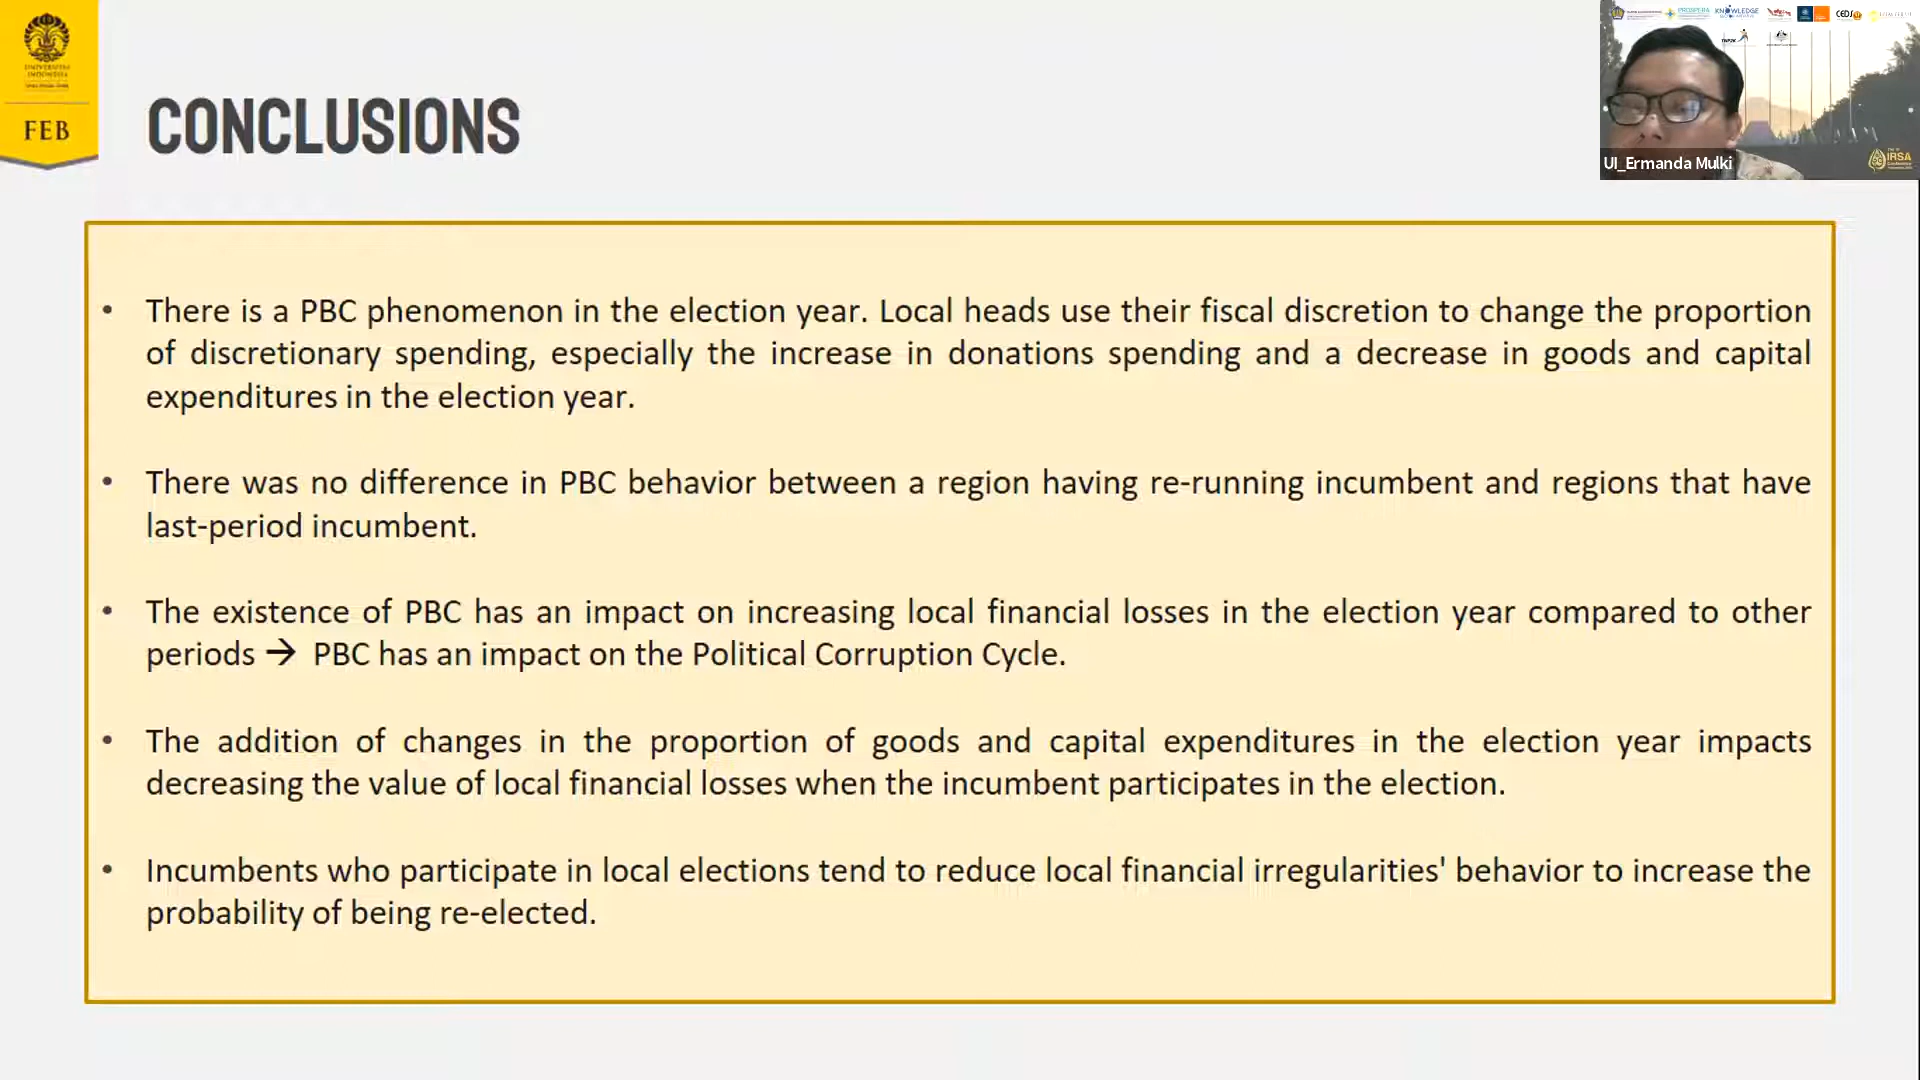 UNIVERSITAS
INDONESIA
FEB
CONCLUSIONS
PROSPERA
KNOWLEDGE
CEDS
IRSA
UI_Ermanda Mulki
• There is a PBC phenomenon in the election year. Local heads use their fiscal discretion to change the proportion
of discretionary spending, especially the increase in donations spending and a decrease in goods and capital
expenditures in the election year.
• There was no difference in PBC behavior between a region having re-running incumbent and regions that have
last-period incumbent.
• The existence of PBC has an impact on increasing local financial losses in the election year compared to other
periods → PBC has an impact on the Political Corruption Cycle.
• The addition of changes in the proportion of goods and capital expenditures in the election year impacts
decreasing the value of local financial losses when the incumbent participates in the election.
• Incumbents who participate in local elections tend to reduce local financial irregularities' behavior to increase the
probability of being re-elected.